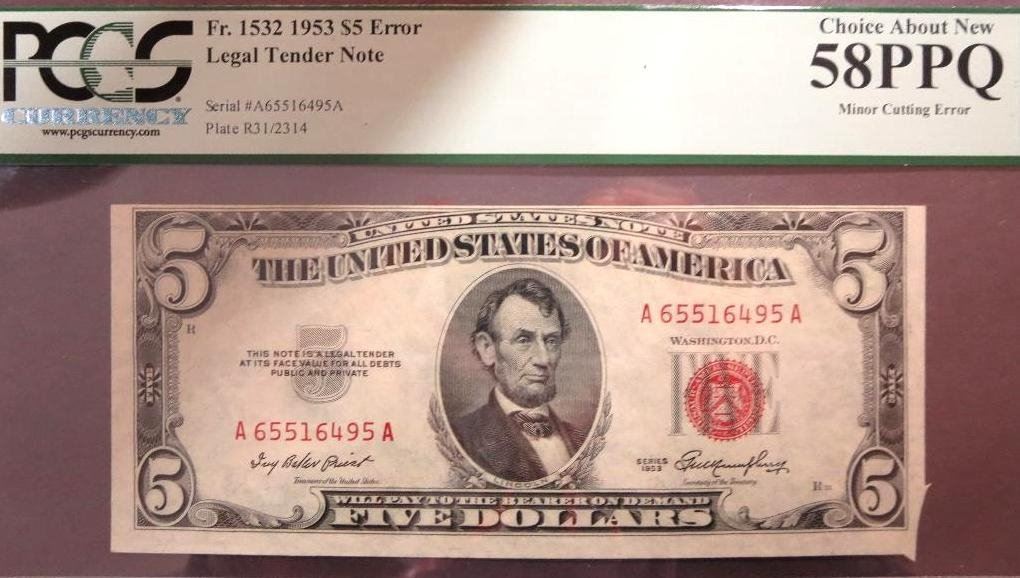 PCGS
CURRENCY
www.pcgscurrency.com
Fr. 1532 1953 $5 Error
Legal Tender Note
Serial #A65516495A
Plate R31/2314
Choice About New
58PPQ
Minor Cutting Error
5
UNITED STATES NOTE
5
THE UNITED STATES OF AMERICA
R
A 65516495 A
WASHINGTON, D.C.
5
THIS NOTE IS A LEGAL TENDER
AT ITS FACE VALUE FOR ALL DEBTS
PUBLIC AND PRIVATE
A 65516495 A
Ivy Baker Priest
Treasurer of the United States
SERIES
1953
Secretary of the Treasury
LINCOLN
R
5
WILL PAY TO THE BEARER ON DEMAND
5
FIVE DOLLARS